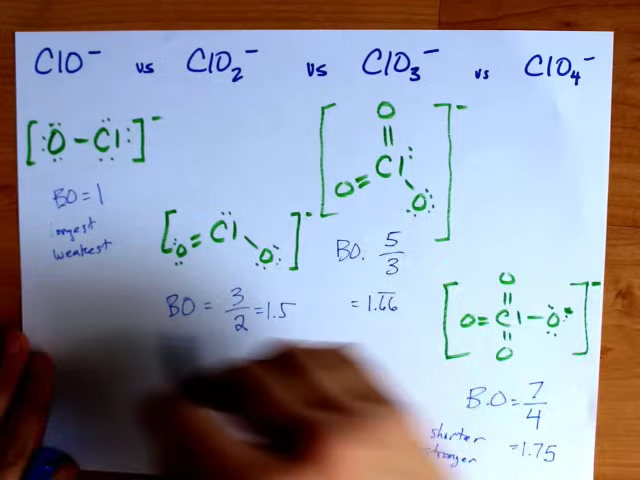 ClO⁻ vs ClO₂⁻ vs ClO₃⁻ vs ClO₄⁻
[:O-Cl:]⁻
BO = 1
longest
weakest
[O=Cl-O:]⁻
BO = 3/2 = 1.5
[O
O=Cl:
O:]⁻
BO. 5/3
= 1.66
[O
O=Cl-O
O]⁻
B.O = 7/4
= 1.75
shorter
stronger